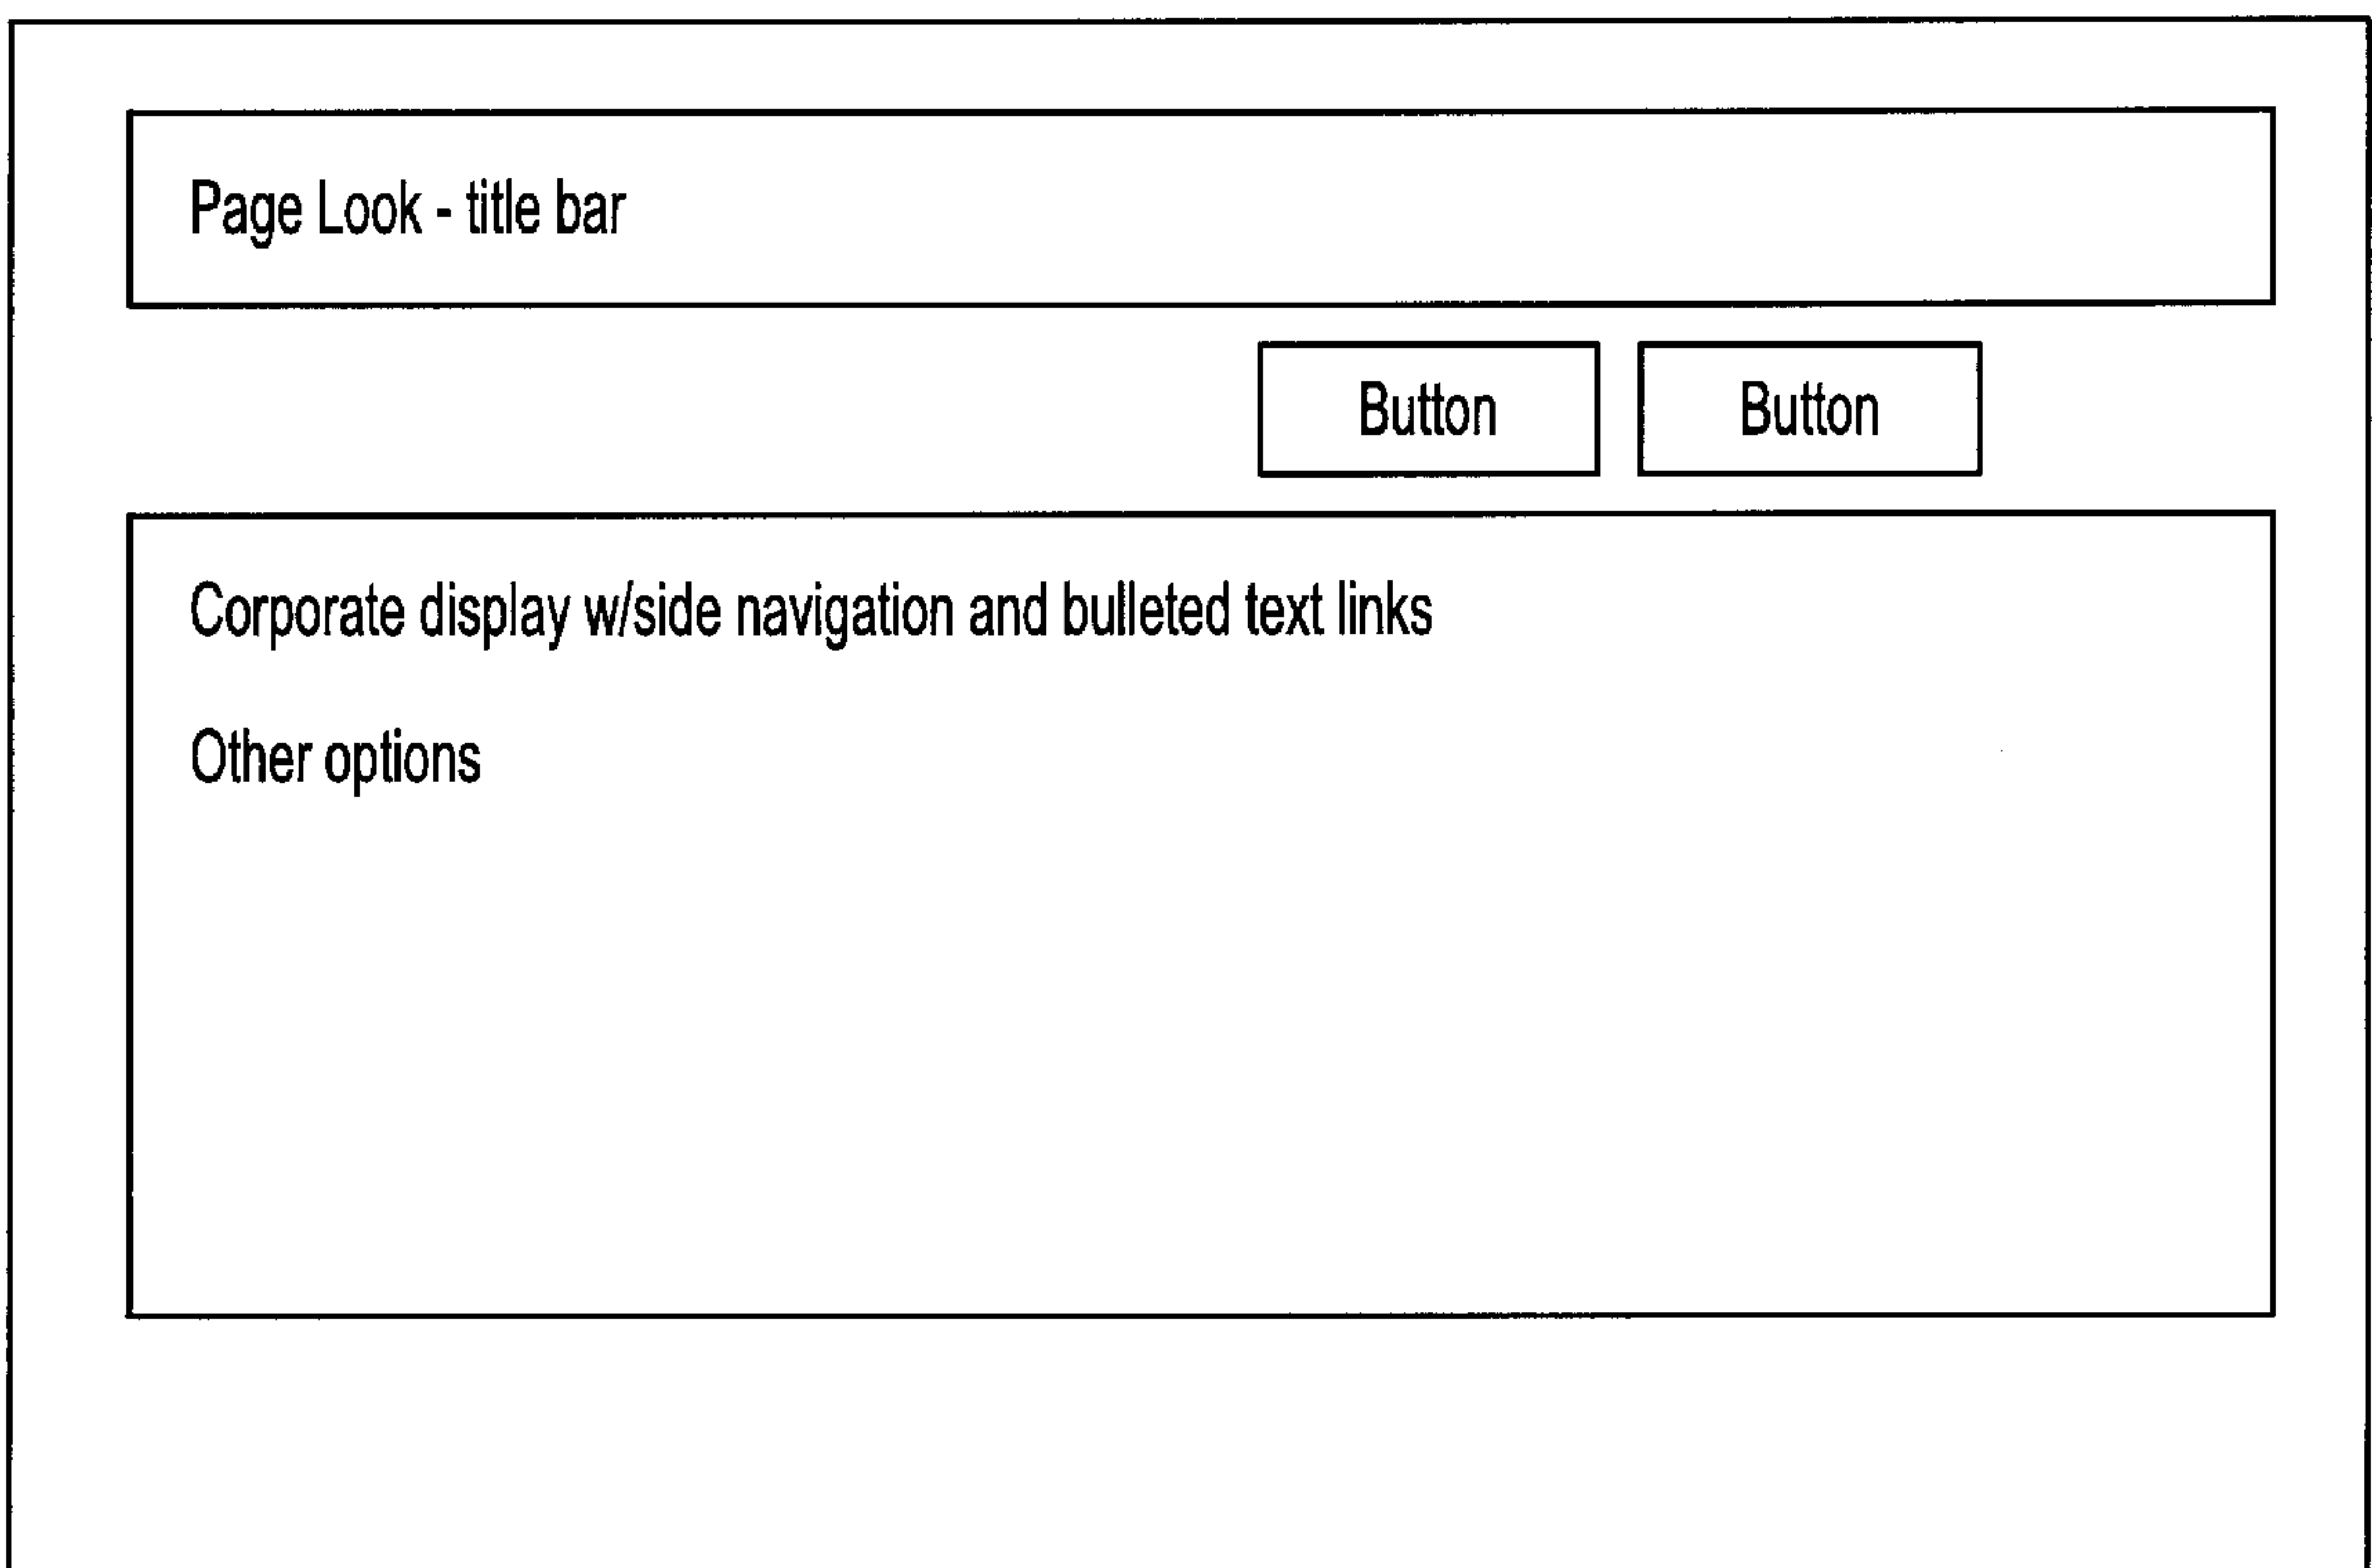 Page Look - title bar
Button Button
Corporate display w/side navigation and bulleted text links
Other options